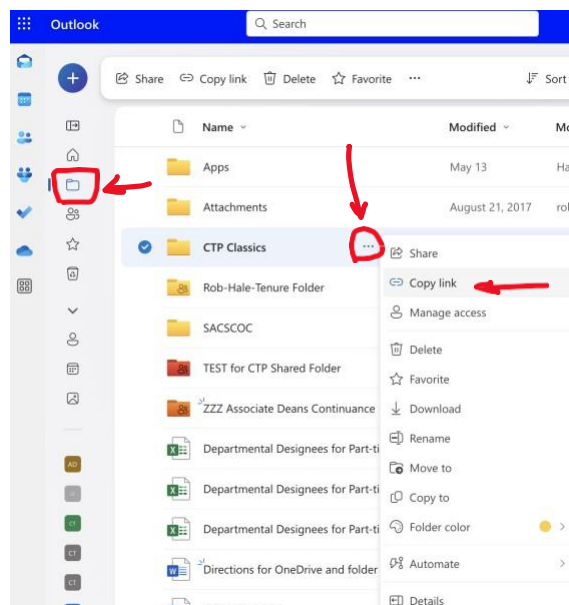 Outlook
Search
Share
Copy link
Delete
Favorite
Sort
Name
Modified
Apps
May 13
Ha
Attachments
August 21, 2017
rol
CTP Classics
Share
Copy link
Manage access
Delete
Favorite
Download
Rename
Move to
Copy to
Folder color
Automate
Details
Rob-Hale-Tenure Folder
SACSCOC
TEST for CTP Shared Folder
ZZZ Associate Deans Continuance
Departmental Designees for Part-ti
Departmental Designees for Part-ti
Departmental Designees for Part-ti
Directions for OneDrive and folder
AD
CT
CT
CT